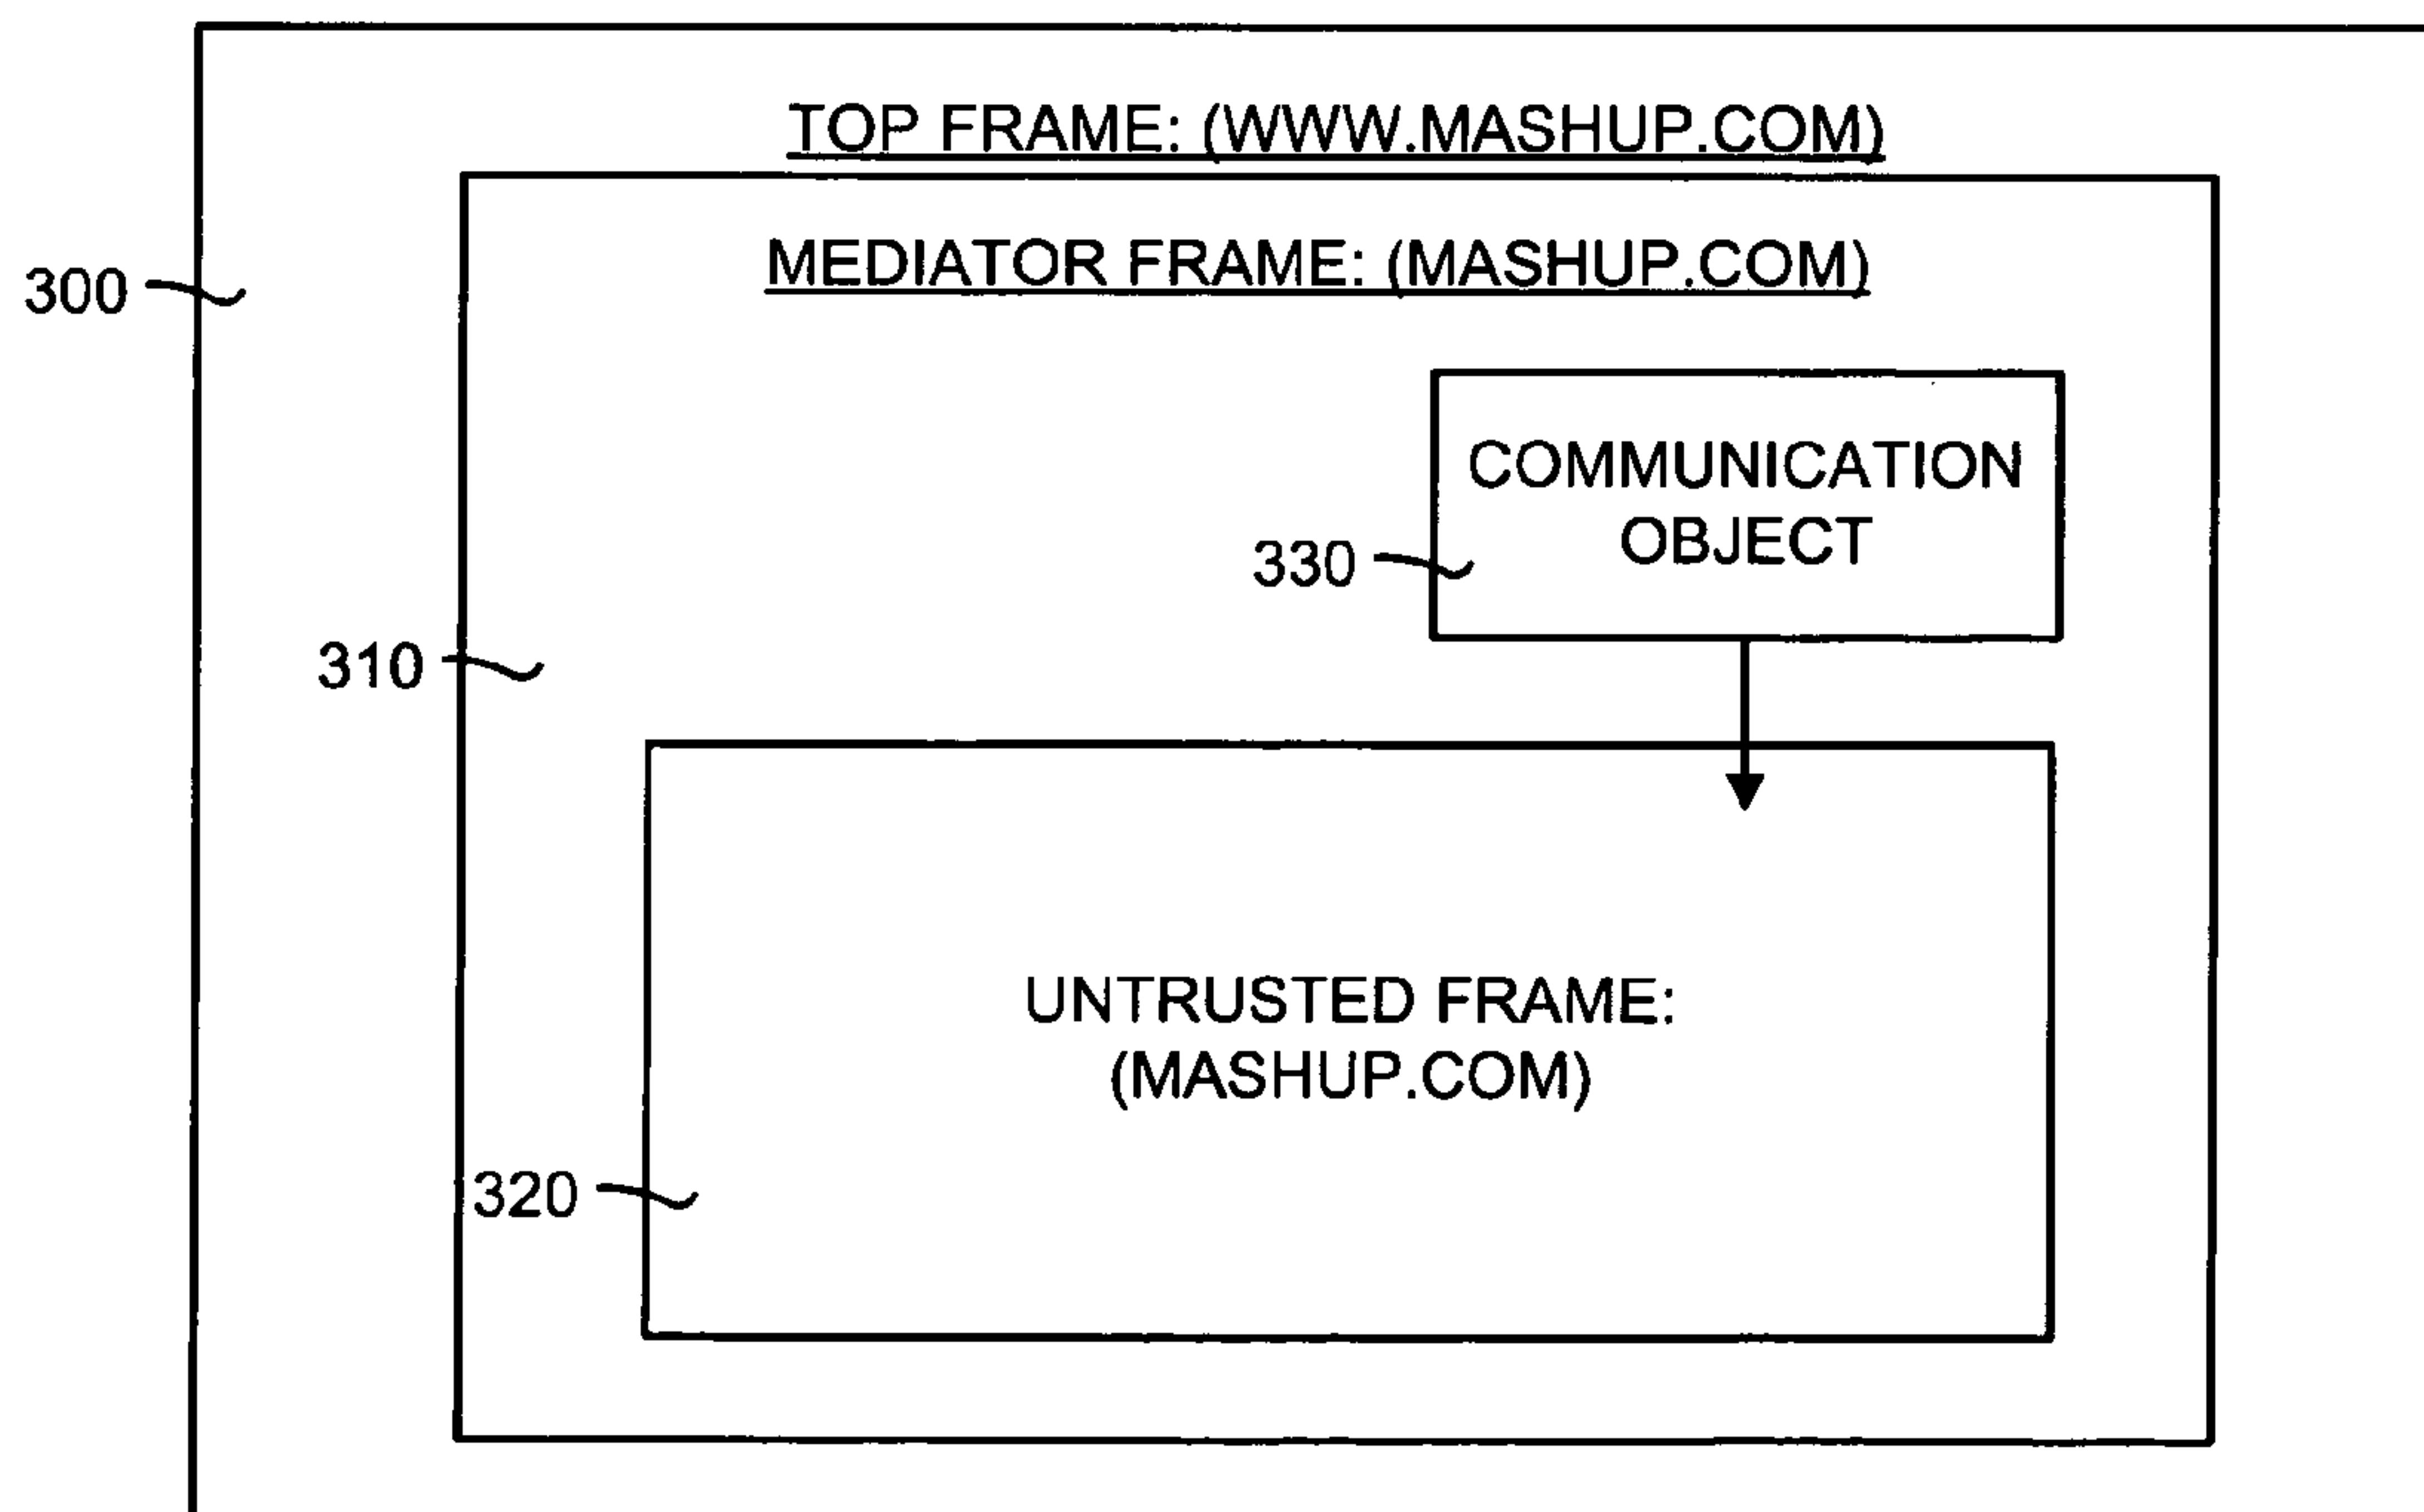 TOP FRAME: (WWW.MASHUP.COM)
MEDIATOR FRAME: (MASHUP.COM)
300
COMMUNICATION
OBJECT
330
310
UNTRUSTED FRAME:
(MASHUP.COM)
320